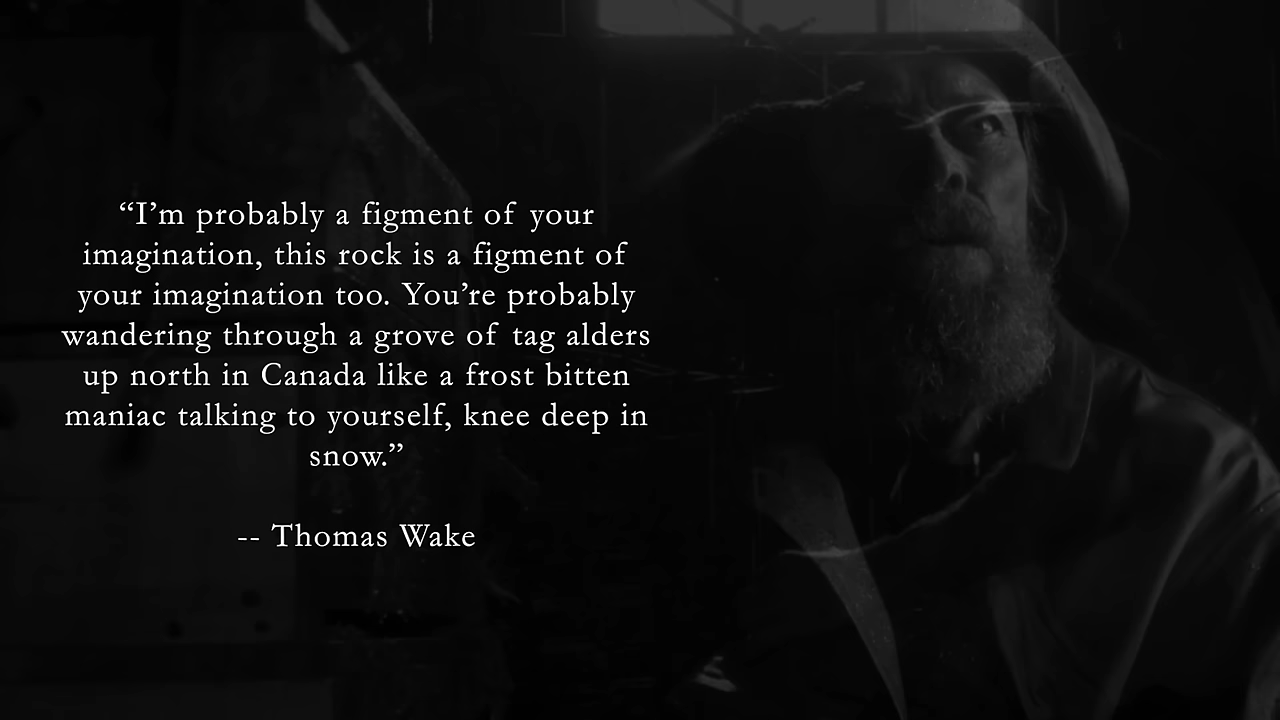 “I’m probably a figment of your
imagination, this rock is a figment of
your imagination too. You’re probably
wandering through a grove of tag alders
up north in Canada like a frost bitten
maniac talking to yourself, knee deep in
snow.”
-- Thomas Wake